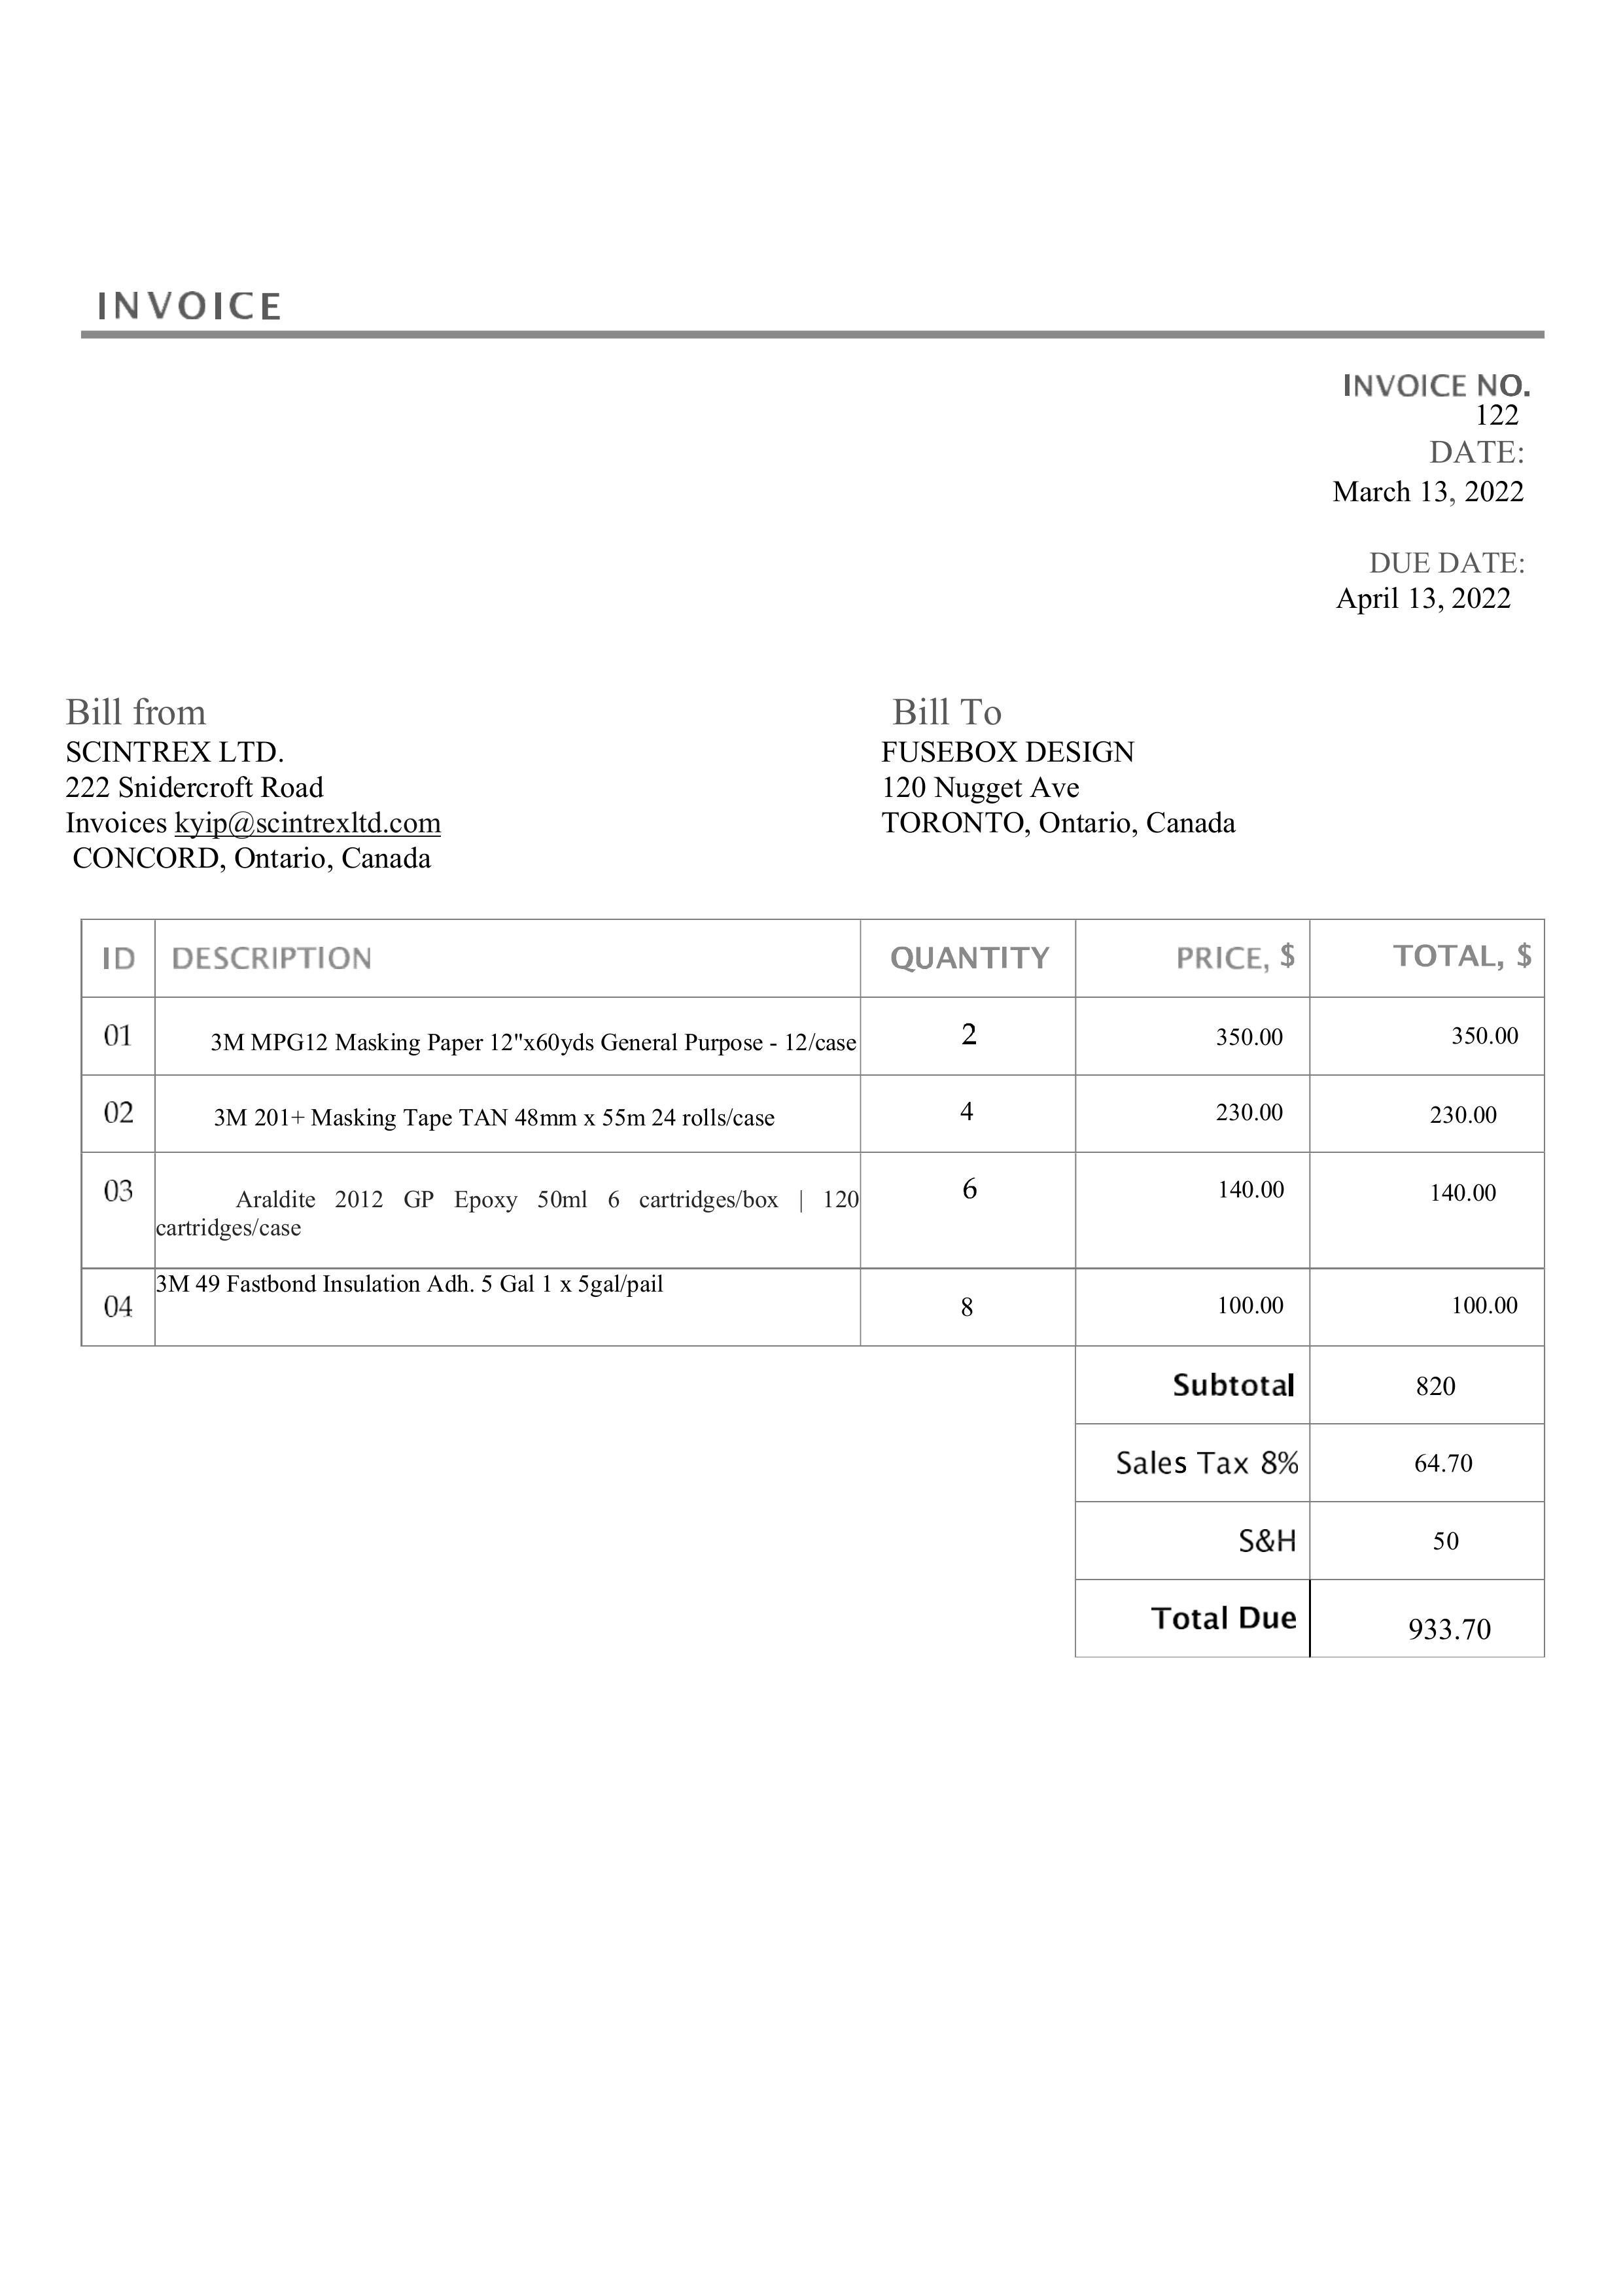 INVOICE
INVOICE NO.
122
DATE:
March 13, 2022
DUE DATE:
April 13, 2022
Bill from
SCINTREX LTD.
222 Snidercroft Road
Invoices kyip@scintrexltd.com
CONCORD, Ontario, Canada
Bill To
FUSEBOX DESIGN
120 Nugget Ave
TORONTO, Ontario, Canada
ID DESCRIPTION QUANTITY PRICE, $ TOTAL, $
01 3M MPG12 Masking Paper 12"x60yds General Purpose - 12/case 2 350.00 350.00
02 3M 201+ Masking Tape TAN 48mm x 55m 24 rolls/case 4 230.00 230.00
03 Araldite 2012 GP Epoxy 50ml 6 cartridges/box | 120 6 140.00 140.00
cartridges/case
04 3M 49 Fastbond Insulation Adh. 5 Gal 1 x 5gal/pail 8 100.00 100.00
Subtotal 820
Sales Tax 8% 64.70
S&H 50
Total Due 933.70